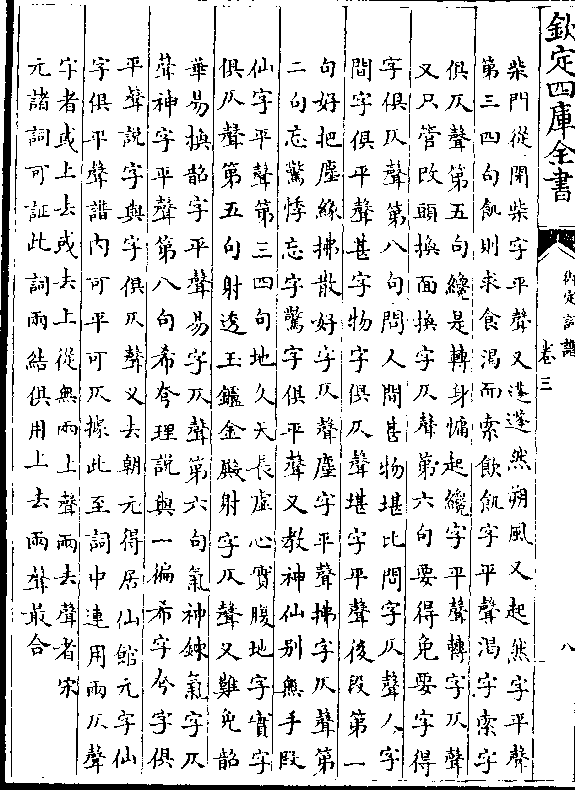 欽定四庫全書
御定詞譜
卷三
八
柴門從閉柴字平聲又蓬蓬然朔風又起然字平聲
第三四句飢則求食渴而索飲飢字平聲渴字索字
俱仄聲第五句纔是轉身慵起纔字平聲轉字仄聲
又只管改頭換面換字仄聲第六句要得免要字得
字俱仄聲第八句問人間甚物堪比問字仄聲人字
間字俱平聲甚字物字俱仄聲堪字平聲後段第一
句好把塵絲拂散好字仄聲塵字平聲拂字仄聲第
二句忘驚悸忘字驚字俱平聲又教神仙別無手段
仙字平聲第三四句地久天長虛心實腹地字實字
俱仄聲第五句射透玉鑪金殿射字仄聲又難免韶
華易換韶字平聲易字仄聲第六句氣神鍊氣字仄
聲神字平聲第八句希夸理說與一徧希字夸字俱
平聲說字與字俱仄聲又去朝元得居仙館元字仙
字俱平聲譜內可平可仄據此至詞中連用兩仄聲
字者或上去或去上從無兩上聲兩去聲者宋
元諸詞可証此詞兩結俱用上去兩聲最合